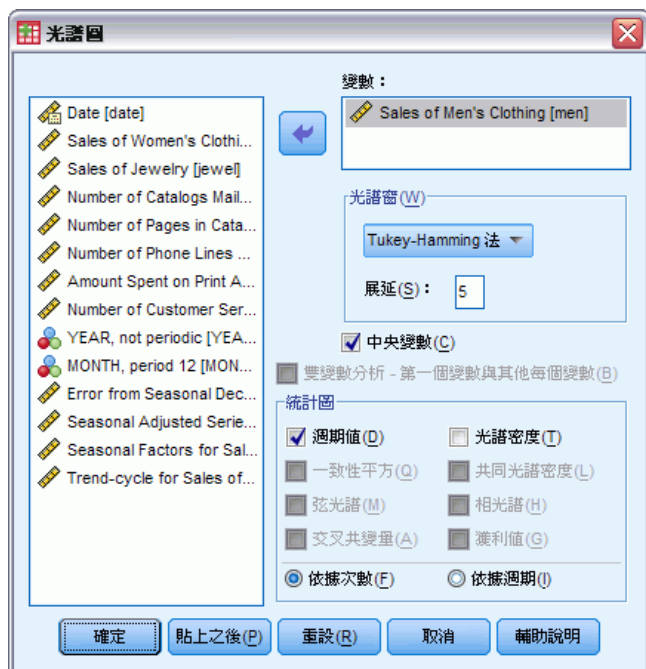 光譜圖
Date [date]
Sales of Women's Clothi...
Sales of Jewelry [jewel]
Number of Catalogs Mail...
Number of Pages in Cata...
Number of Phone Lines ...
Amount Spent on Print A...
Number of Customer Ser...
YEAR, not periodic [YEA...
MONTH, period 12 [MON...
Error from Seasonal Dec...
Seasonal Adjusted Serie...
Seasonal Factors for Sal...
Trend-cycle for Sales of...
變數：
Sales of Men's Clothing [men]
光譜窗(W)
Tukey-Hamming 法
展延(S)： 5
中央變數(C)
雙變數分析 - 第一個變數與其他每個變數(B)
統計圖
週期值(D) 光譜密度(T)
一致性平方(Q) 共同光譜密度(L)
弦光譜(M) 相光譜(H)
交叉共變量(A) 獲利值(G)
依據次數(F) 依據週期(I)
確定 貼上之後(P) 重設(R) 取消 輔助說明